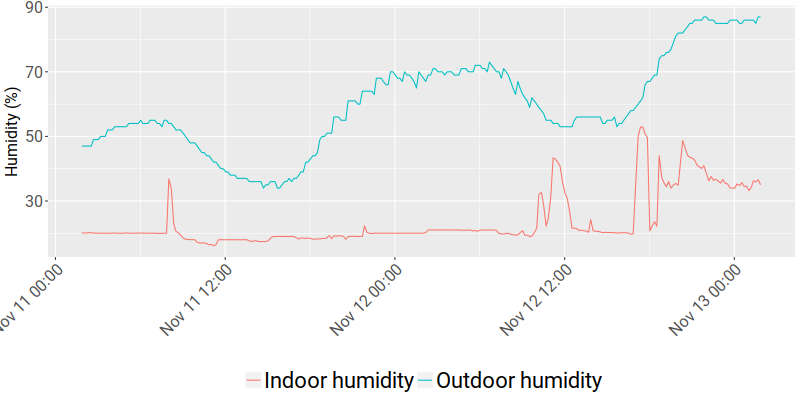 90
70
50
30
Humidity (%)
Nov 11 00:00
Nov 11 12:00
Nov 12 00:00
Nov 12 12:00
Nov 13 00:00
Indoor humidity Outdoor humidity